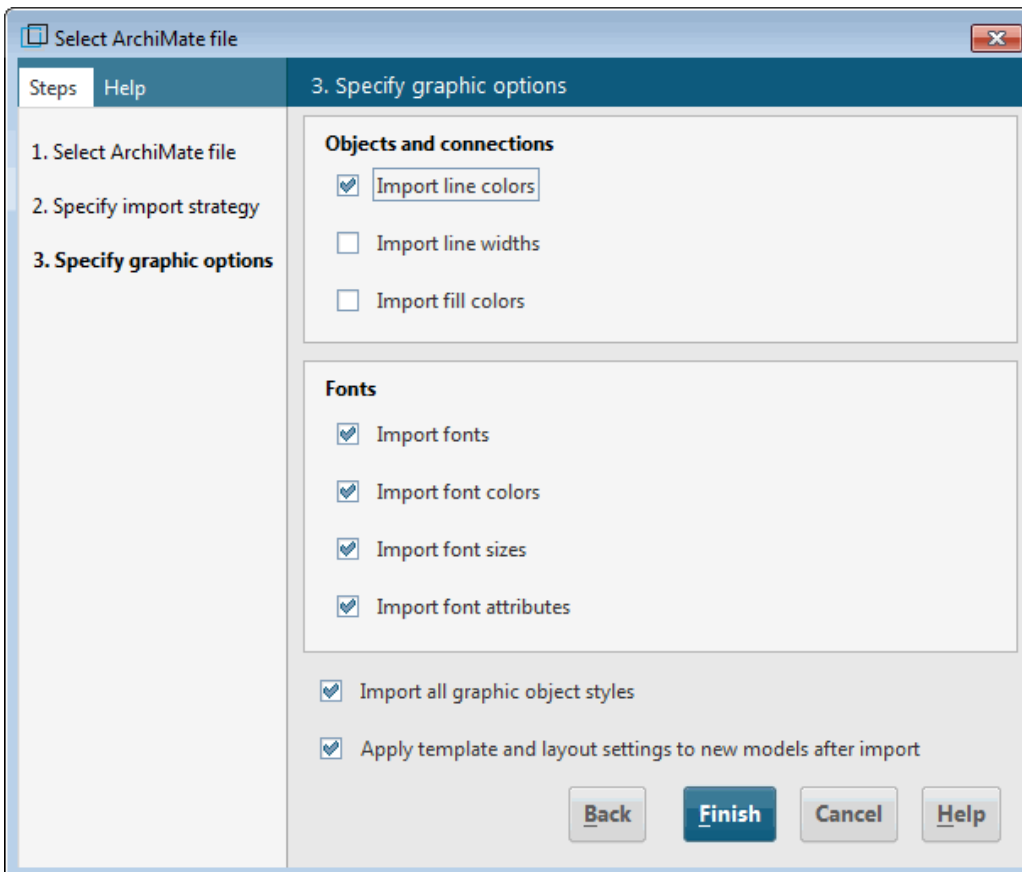 Select ArchiMate file
Steps Help
3. Specify graphic options
1. Select ArchiMate file
2. Specify import strategy
3. Specify graphic options
Objects and connections
Import line colors
Import line widths
Import fill colors
Fonts
Import fonts
Import font colors
Import font sizes
Import font attributes
Import all graphic object styles
Apply template and layout settings to new models after import
Back Finish Cancel Help